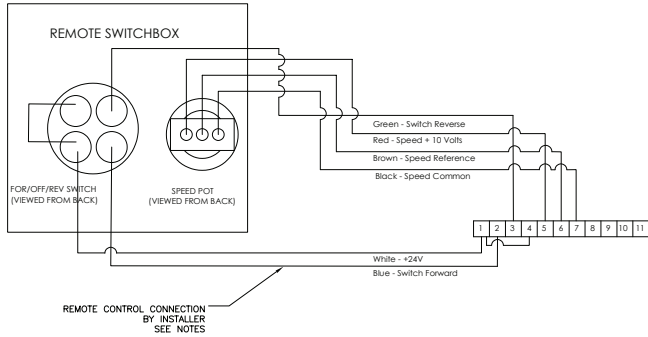 REMOTE SWITCHBOX
Green - Switch Reverse
Red - Speed + 10 Volts
Brown - Speed Reference
Black - Speed Common
FOR/OFF/REV SWITCH
(VIEWED FROM BACK)
SPEED POT
(VIEWED FROM BACK)
1 2 3 4 5 6 7 8 9 10 11
White - +24V
Blue - Switch Forward
REMOTE CONTROL CONNECTION
BY INSTALLER
SEE NOTES